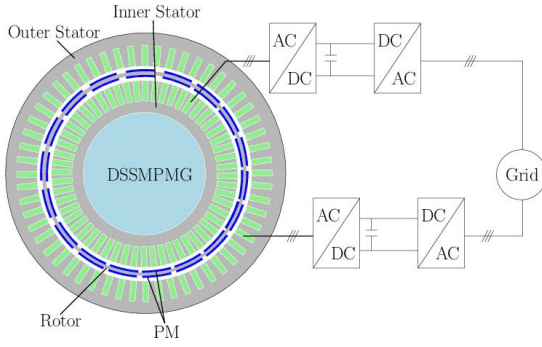 Inner Stator
Outer Stator
AC
DC
DC
AC
DSSMPMG
Grid
AC
DC
DC
AC
Rotor
PM